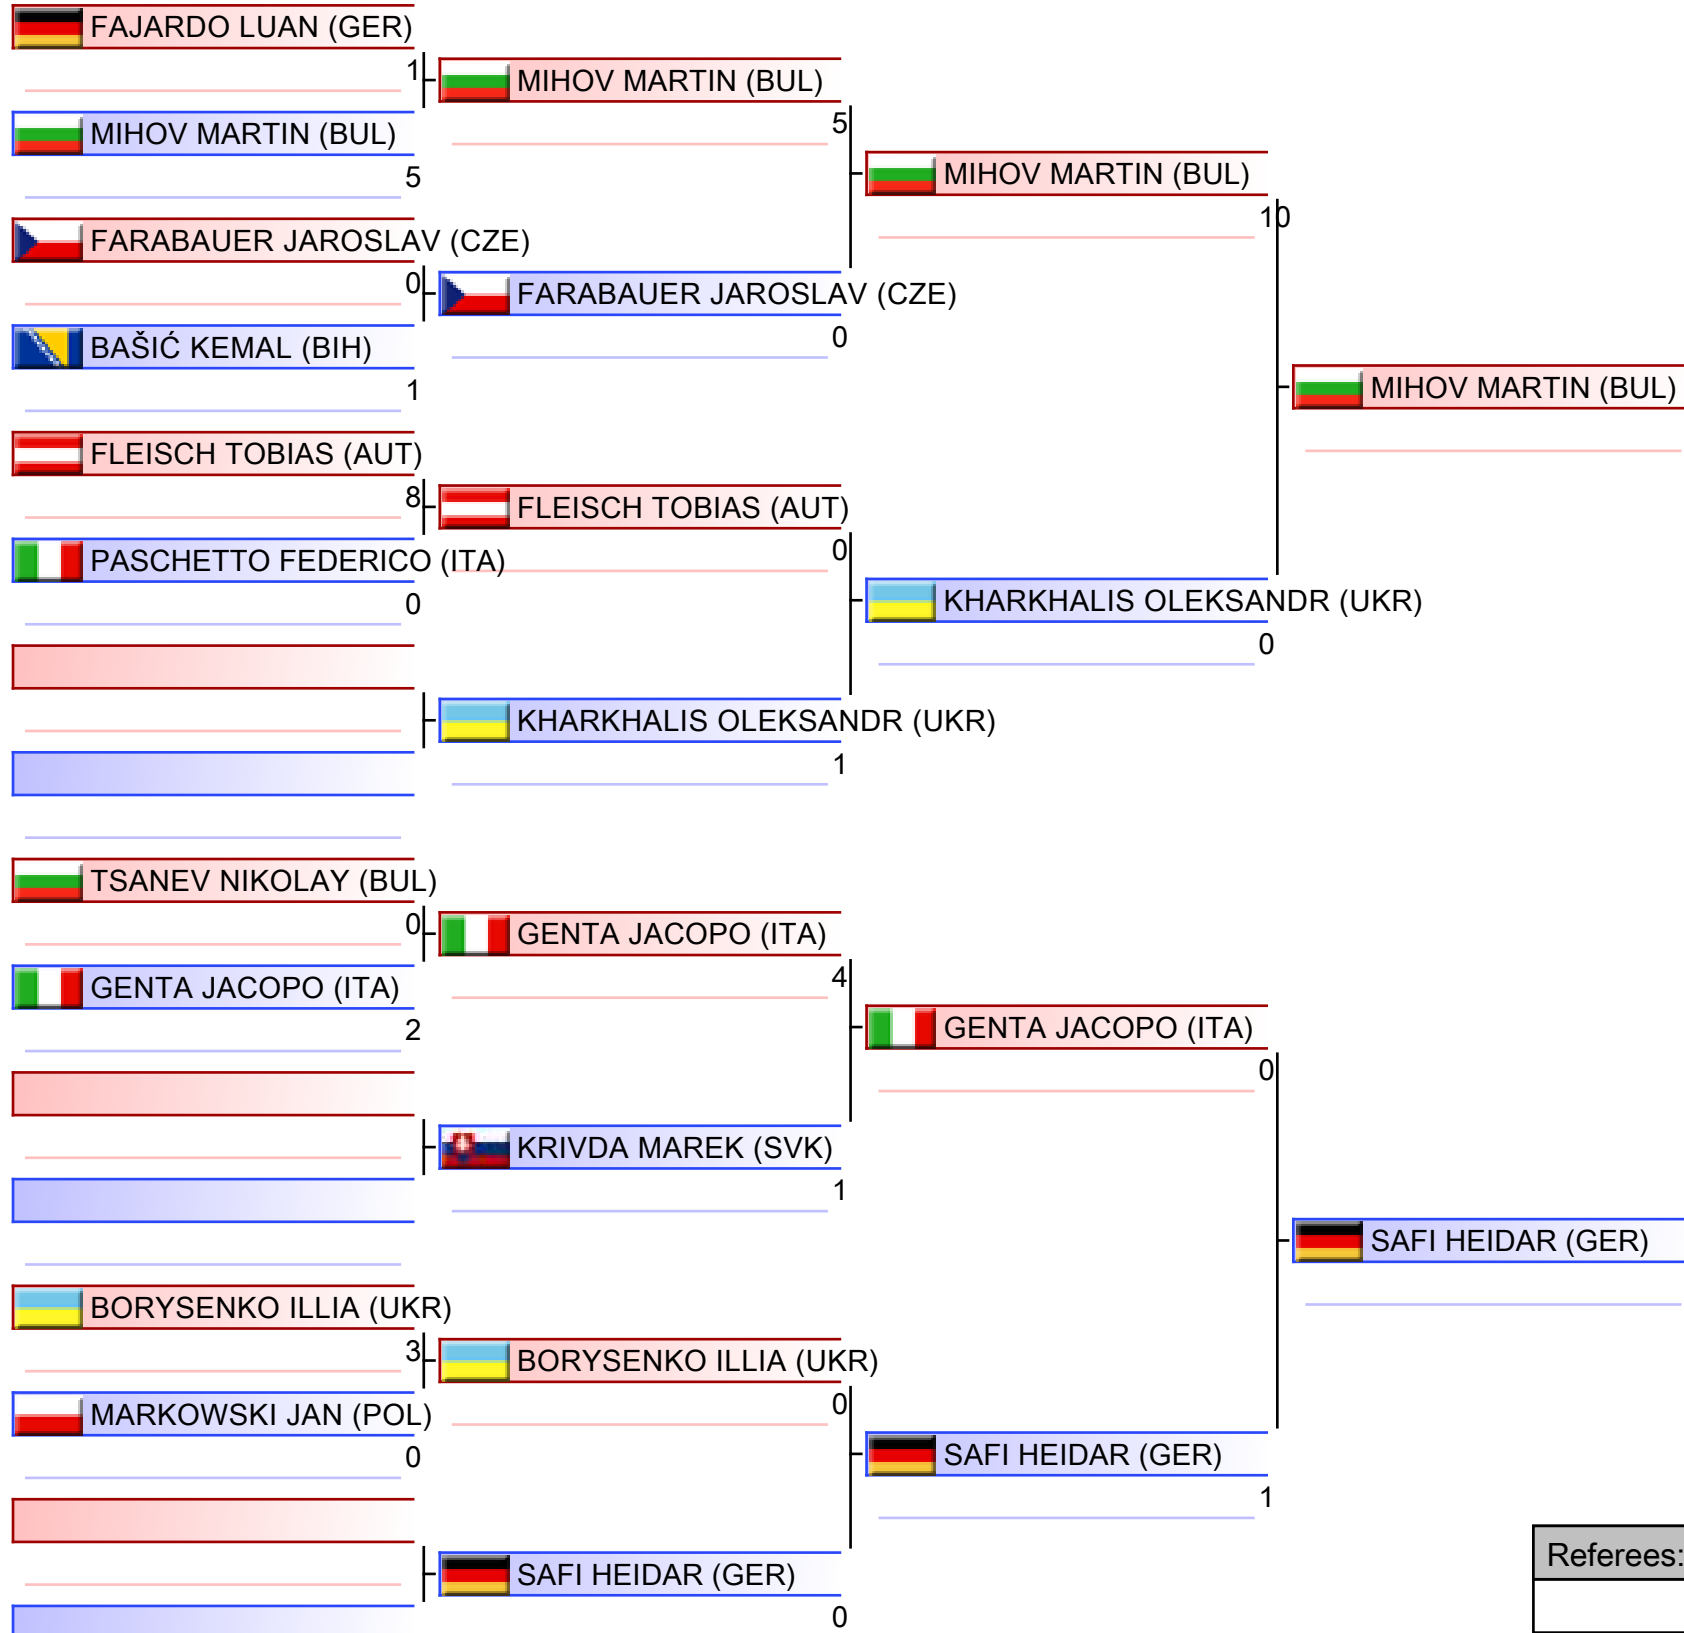 FAJARDO LUAN (GER)
1
MIHOV MARTIN (BUL)
5
FARABAUER JAROSLAV (CZE)
0
BAŠIĆ KEMAL (BIH)
1
FLEISCH TOBIAS (AUT)
8
PASCHETTO FEDERICO (ITA)
0
TSANEV NIKOLAY (BUL)
0
GENTA JACOPO (ITA)
2
BORYSENKO ILLIA (UKR)
3
MARKOWSKI JAN (POL)
0
MIHOV MARTIN (BUL)
5
FARABAUER JAROSLAV (CZE)
0
FLEISCH TOBIAS (AUT)
0
KHARKHALIS OLEKSANDR (UKR)
1
GENTA JACOPO (ITA)
4
KRIVDA MAREK (SVK)
1
BORYSENKO ILLIA (UKR)
0
SAFI HEIDAR (GER)
0
MIHOV MARTIN (BUL)
10
KHARKHALIS OLEKSANDR (UKR)
0
GENTA JACOPO (ITA)
0
SAFI HEIDAR (GER)
1
MIHOV MARTIN (BUL)
SAFI HEIDAR (GER)
Referees: